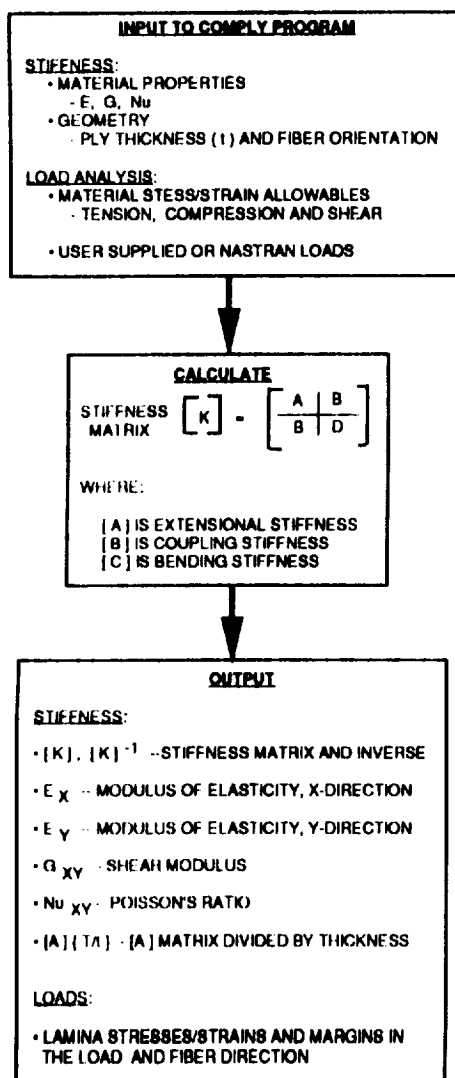 INPUT TO COMPLY PROGRAM
STIFFNESS:
• MATERIAL PROPERTIES
- E, G, Nu
• GEOMETRY
- PLY THICKNESS (t) AND FIBER ORIENTATION
LOAD ANALYSIS:
• MATERIAL STESS/STRAIN ALLOWABLES
- TENSION, COMPRESSION AND SHEAR
• USER SUPPLIED OR NASTRAN LOADS
CALCULATE
STIFFNESS MATRIX [K] = [A B
B D]
WHERE:
[A] IS EXTENSIONAL STIFFNESS
[B] IS COUPLING STIFFNESS
[C] IS BENDING STIFFNESS
OUTPUT
STIFFNESS:
• [K], [K]⁻¹ -- STIFFNESS MATRIX AND INVERSE
• E X -- MODULUS OF ELASTICITY, X-DIRECTION
• E Y -- MODULUS OF ELASTICITY, Y-DIRECTION
• G XY - SHEAR MODULUS
• Nu XY - POISSON'S RATIO
• [A] - [A] MATRIX DIVIDED BY THICKNESS
LOADS:
• LAMINA STRESSES/STRAINS AND MARGINS IN
THE LOAD AND FIBER DIRECTION